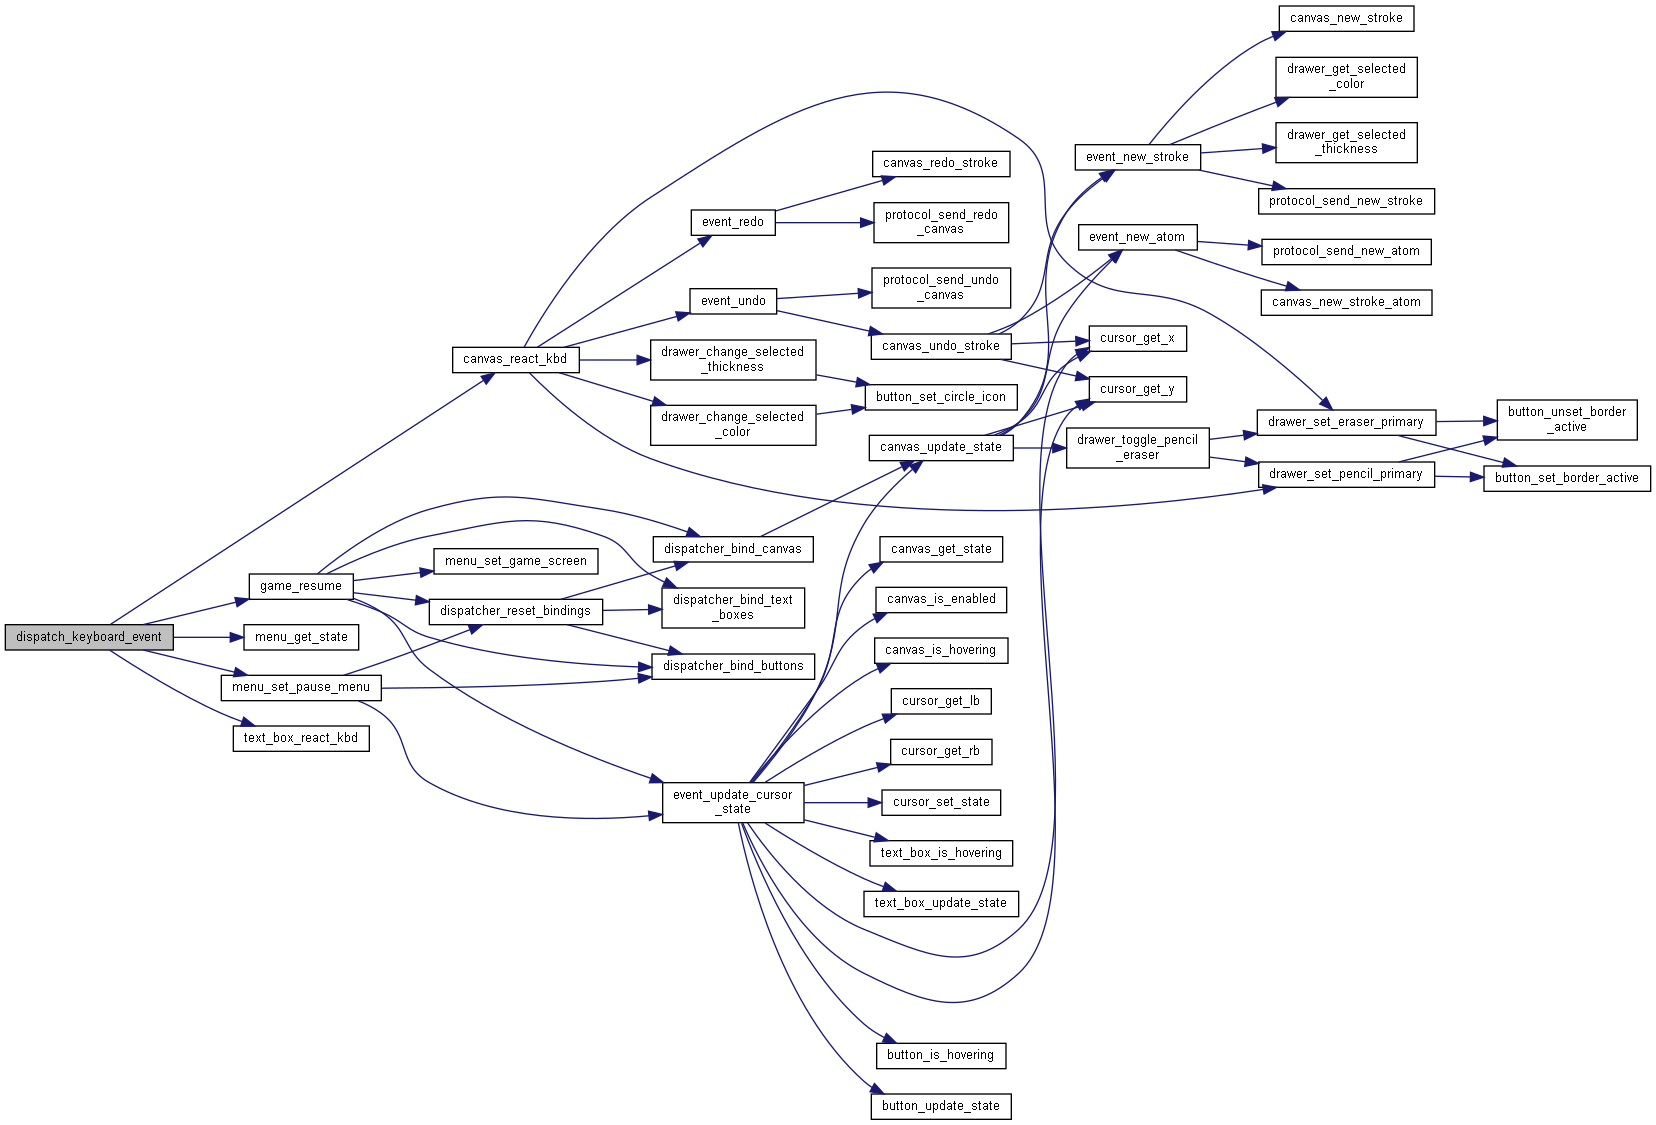 canvas_new_stroke
drawer_get_selected
_color
drawer_get_selected
_thickness
event_new_stroke
canvas_redo_stroke
protocol_send_new_stroke
event_redo
protocol_send_redo
_canvas
event_new_atom
protocol_send_new_atom
protocol_send_undo
_canvas
event_undo
canvas_new_stroke_atom
cursor_get_x
canvas_undo_stroke
canvas_react_kbd
drawer_change_selected
_thickness
cursor_get_y
button_set_circle_icon
drawer_change_selected
_color
button_unset_border
_active
drawer_set_eraser_primary
canvas_update_state
drawer_toggle_pencil
_eraser
drawer_set_pencil_primary
button_set_border_active
dispatcher_bind_canvas
canvas_get_state
menu_set_game_screen
game_resume
dispatcher_reset_bindings
dispatcher_bind_text
_boxes
canvas_is_enabled
dispatch_keyboard_event
menu_get_state
canvas_is_hovering
dispatcher_bind_buttons
menu_set_pause_menu
cursor_get_lb
text_box_react_kbd
cursor_get_rb
event_update_cursor
_state
cursor_set_state
text_box_is_hovering
text_box_update_state
button_is_hovering
button_update_state